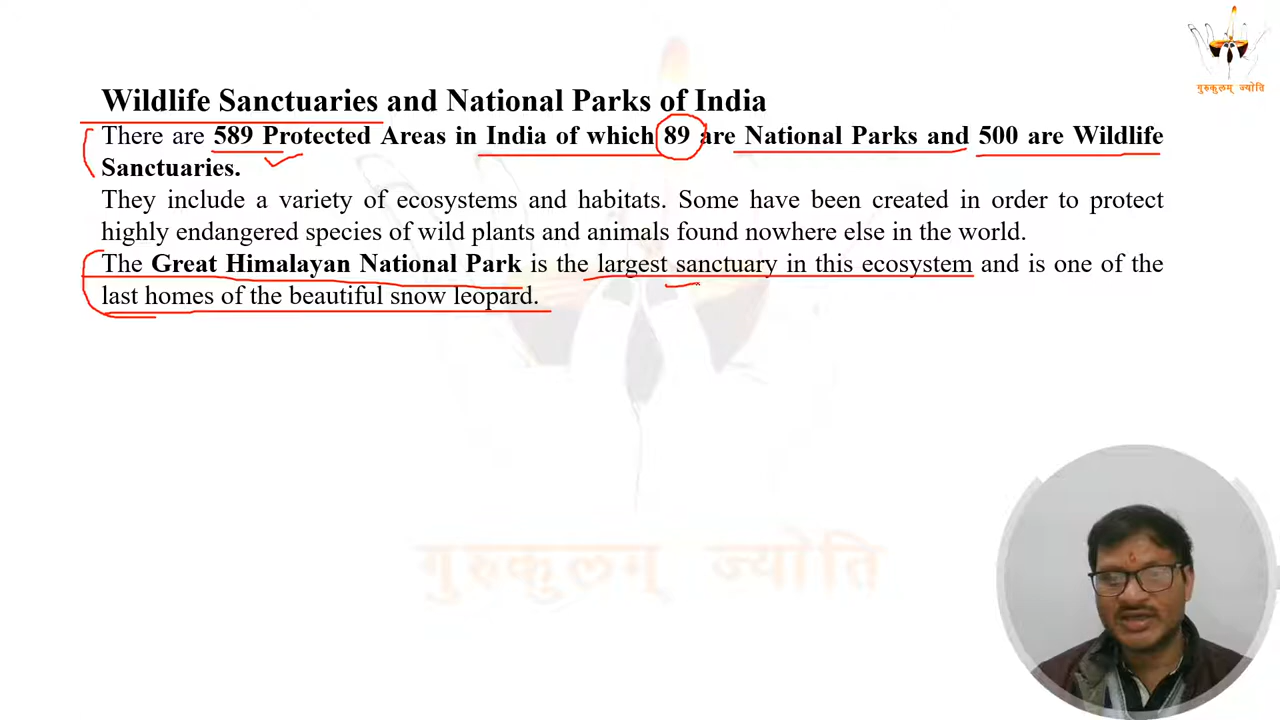 गुरुकुलम् ज्योति
Wildlife Sanctuaries and National Parks of India
There are 589 Protected Areas in India of which 89 are National Parks and 500 are Wildlife
Sanctuaries.
They include a variety of ecosystems and habitats. Some have been created in order to protect
highly endangered species of wild plants and animals found nowhere else in the world.
The Great Himalayan National Park is the largest sanctuary in this ecosystem and is one of the
last homes of the beautiful snow leopard.
गुरुकुलम् ज्योति